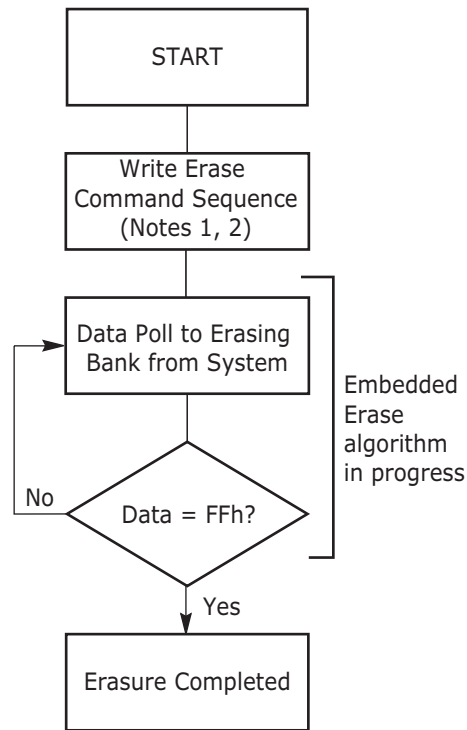 START
Write Erase
Command Sequence
(Notes 1, 2)
Data Poll to Erasing
Bank from System
Embedded
Erase
algorithm
in progress
No
Data = FFh?
Yes
Erasure Completed